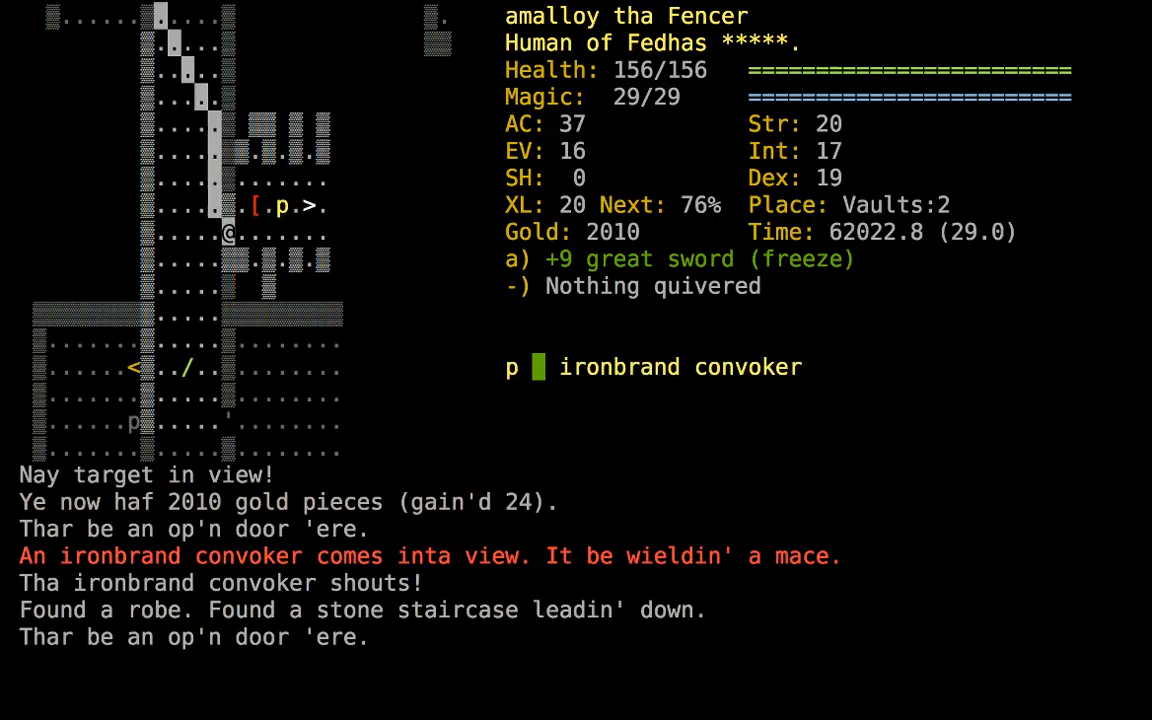 amalloy tha Fencer
Human of Fedhas *****.
Health: 156/156 ========================
Magic: 29/29 ========================
AC: 37 Str: 20
EV: 16 Int: 17
SH: 0 Dex: 19
XL: 20 Next: 76% Place: Vaults:2
Gold: 2010 Time: 62022.8 (29.0)
a) +9 great sword (freeze)
-) Nothing quivered
p ironbrand convoker
Nay target in view!
Ye now haf 2010 gold pieces (gain'd 24).
Thar be an op'n door 'ere.
An ironbrand convoker comes inta view. It be wieldin' a mace.
Tha ironbrand convoker shouts!
Found a robe. Found a stone staircase leadin' down.
Thar be an op'n door 'ere.